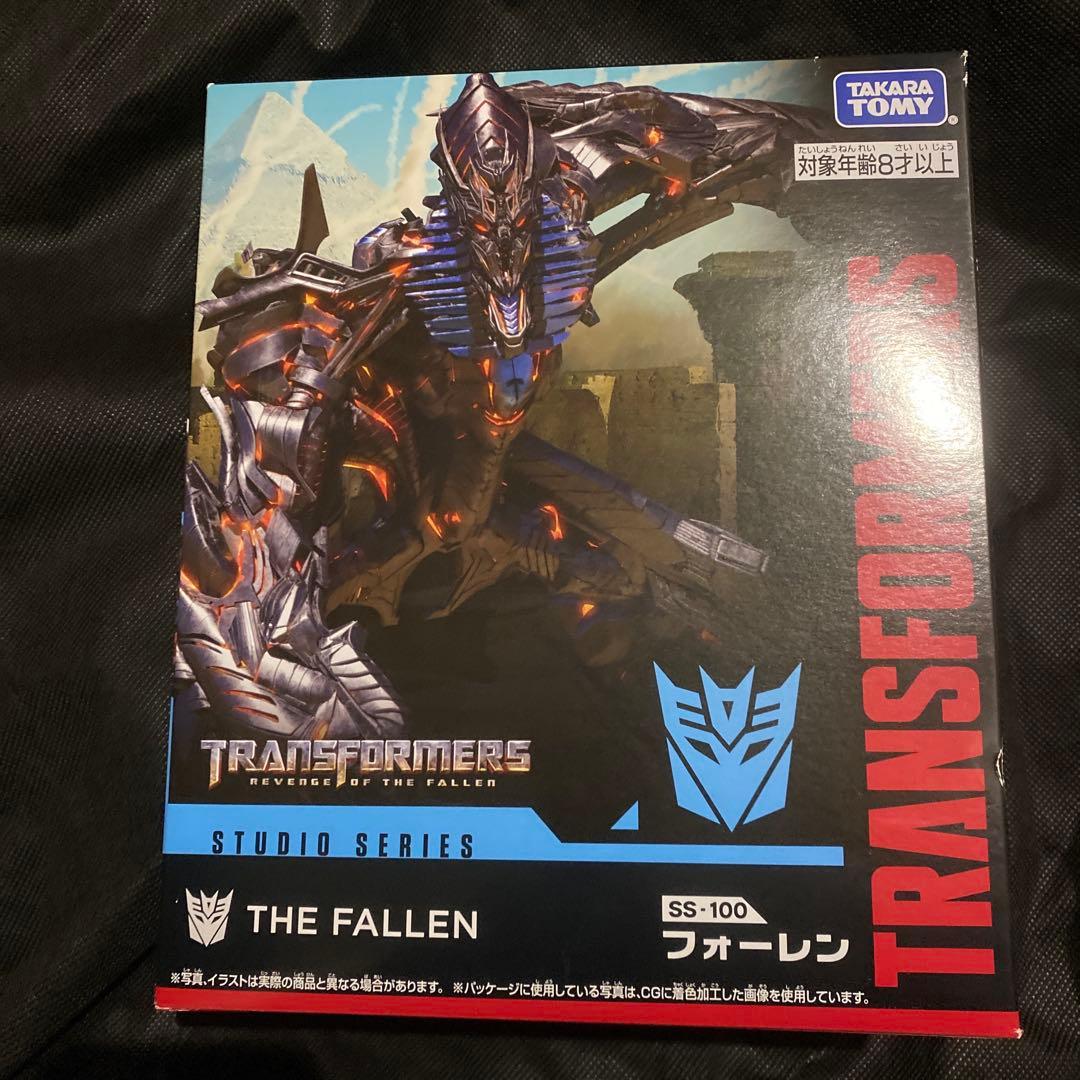 TAKARA
TOMY
たいしょうねんれい さい いじょう
対象年齢8才以上
TRANSFORMERS
TRANSFORMERS
REVENGE OF THE FALLEN
STUDIO SERIES
THE FALLEN
SS-100
フォーレン
※写真、イラストは実際の商品と異なる場合があります。 ※パッケージに使用している写真は、CGに着色加工した画像を使用しています。